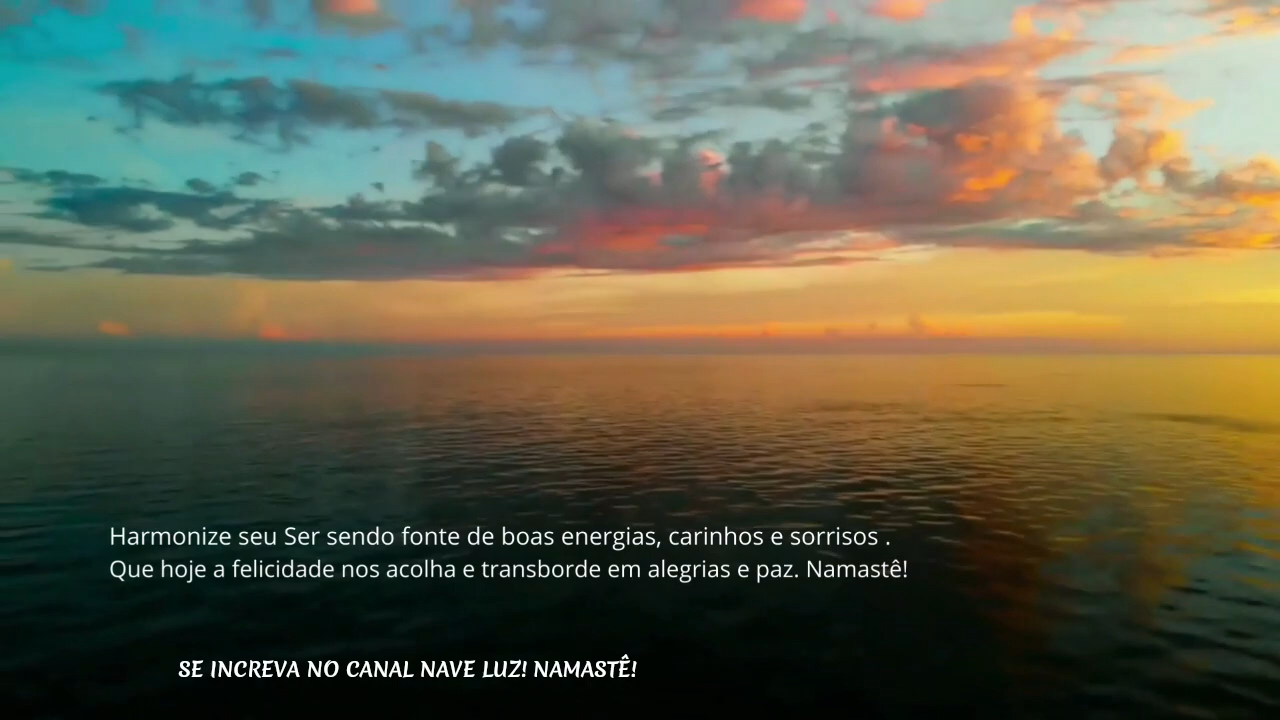 Harmonize seu Ser sendo fonte de boas energias, carinhos e sorrisos .
Que hoje a felicidade nos acolha e transborde em alegrias e paz. Namastê!
SE INCREVA NO CANAL NAVE LUZ! NAMASTÊ!